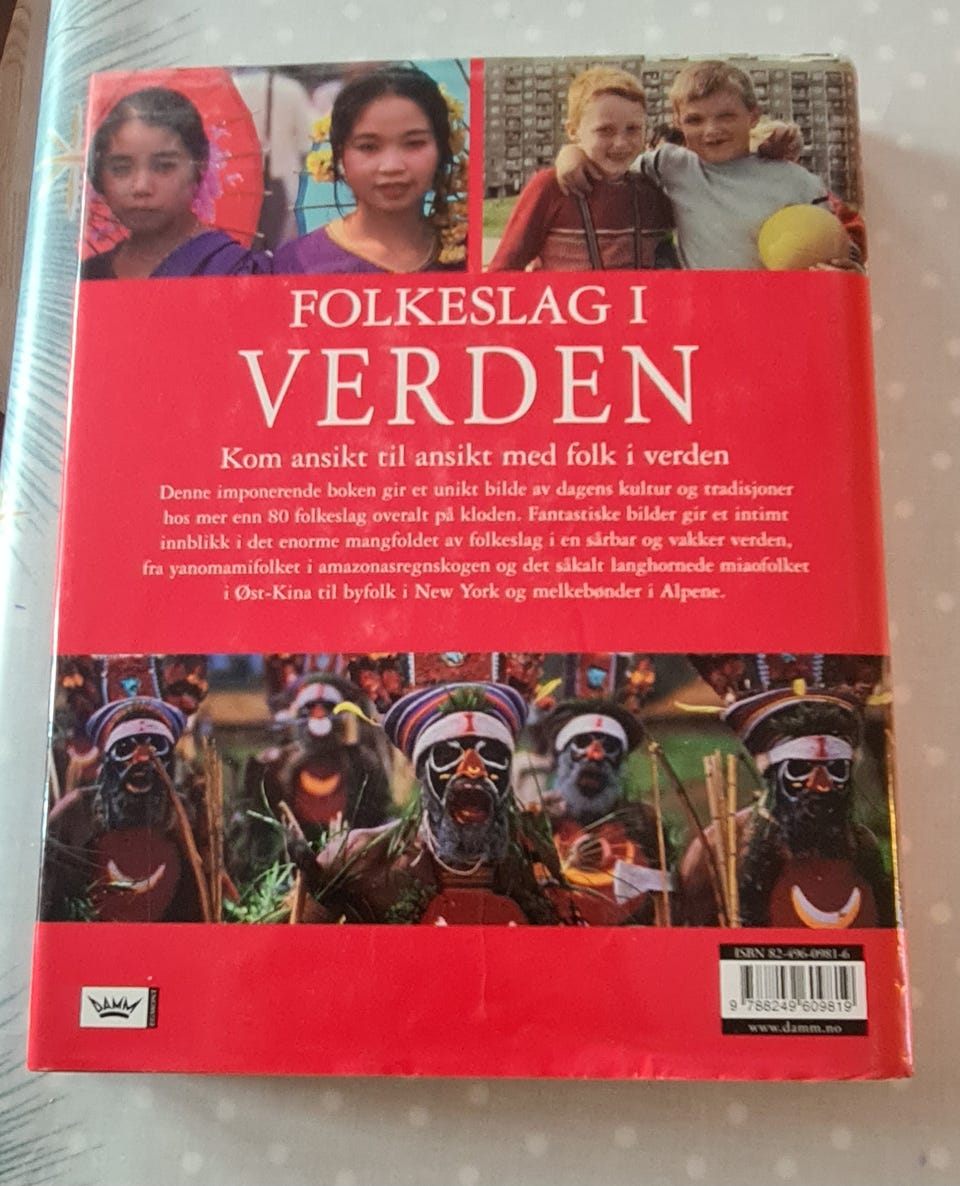 FOLKESLAG I
VERDEN
Kom ansikt til ansikt med folk i verden
Denne imponerende boken gir et unikt bilde av dagens kultur og tradisjoner
hos mer enn 80 folkeslag overalt på kloden. Fantastiske bilder gir et intimt
innblikk i det enorme mangfoldet av folkeslag i en sårbar og vakker verden,
fra yanomamifolket i amazonasregnskogen og det såkalt langhornede miaofolket
i Øst-Kina til byfolk i New York og melkebønder i Alpene.
DAMM
EGMONT
ISBN 82-496-0981-6
9 788249 609819
www.damm.no